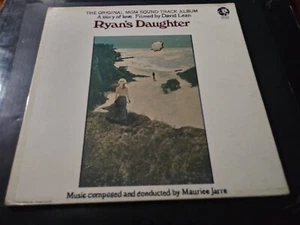 THE ORIGINAL MGM SOUND TRACK ALBUM
A story of love. Filmed by David Lean
Ryan's Daughter
Music composed and conducted by Maurice Jarre